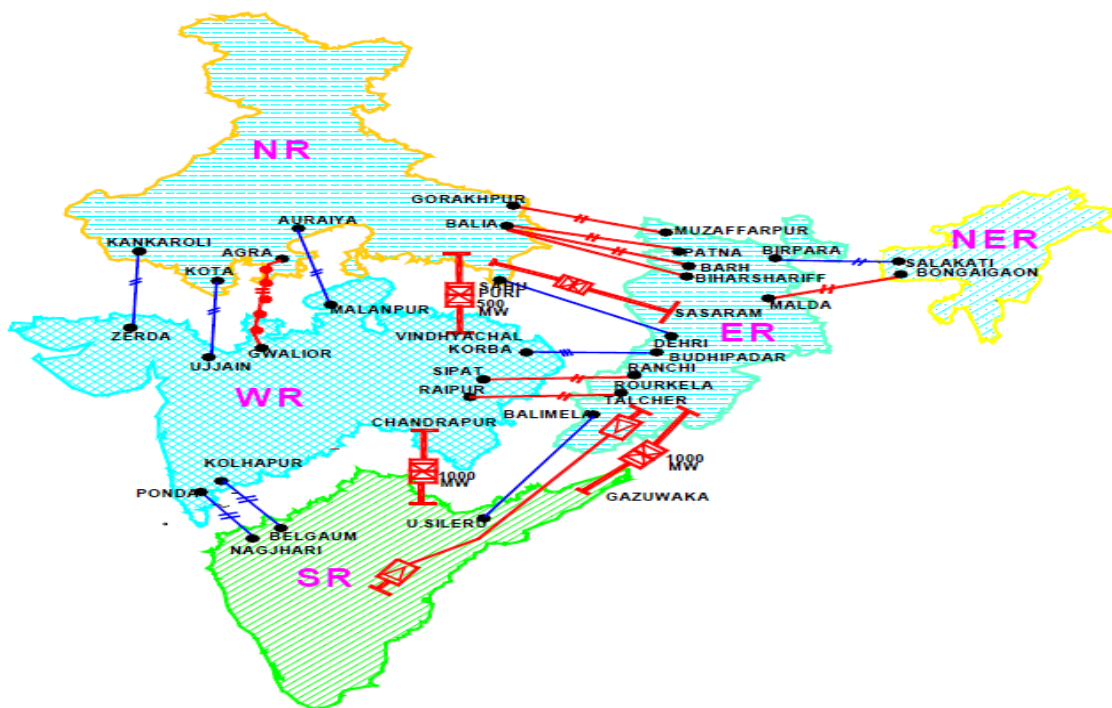 NR
GORAKHPUR
AURAIYA
BALIA
MUZAFFARPUR
KANKAROLI
AGRA
PATNA
BIRPARA
NER
BARH
SALAKATI
KOTA
BIHARSHARIFF
BONGAIGAON
SAHU
PURI
500
MW
MALANPUR
SASARAM
MALDA
ZERDA
VINDHYACHAL
ER
DEHRI
GWALIOR
KORBA
BUDHIPADAR
UJJAIN
SIPAT
RANCHI
WR
RAIPUR
ROURKELA
TALCHER
CHANDRAPUR
BALIMELA
KOLHAPUR
1000
MW
1000
MW
PONDA
GAZUWAKA
U.SILERU
BELGAUM
NAGJHARI
SR